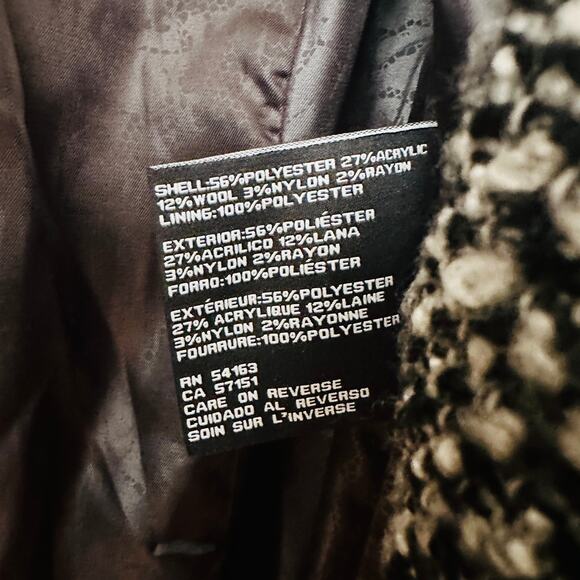 SHELL:56%POLYESTER 27%ACRYLIC
12%WOOL 3%NYLON 2%RAYON
LINING:100%POLYESTER
EXTERIOR:56%POLIÉSTER
27%ACRILICO 12%LANA
3%NYLON 2%RAYON
FORRO:100%POLIÉSTER
EXTÉRIEUR:56%POLYESTER
27% ACRYLIQUE 12%LAINE
3%NYLON 2%RAYONNE
FOURRURE:100%POLYESTER
RN 54163
CA 57151
CARE ON REVERSE
CUIDADO AL REVERSO
SOIN SUR L'INVERSE